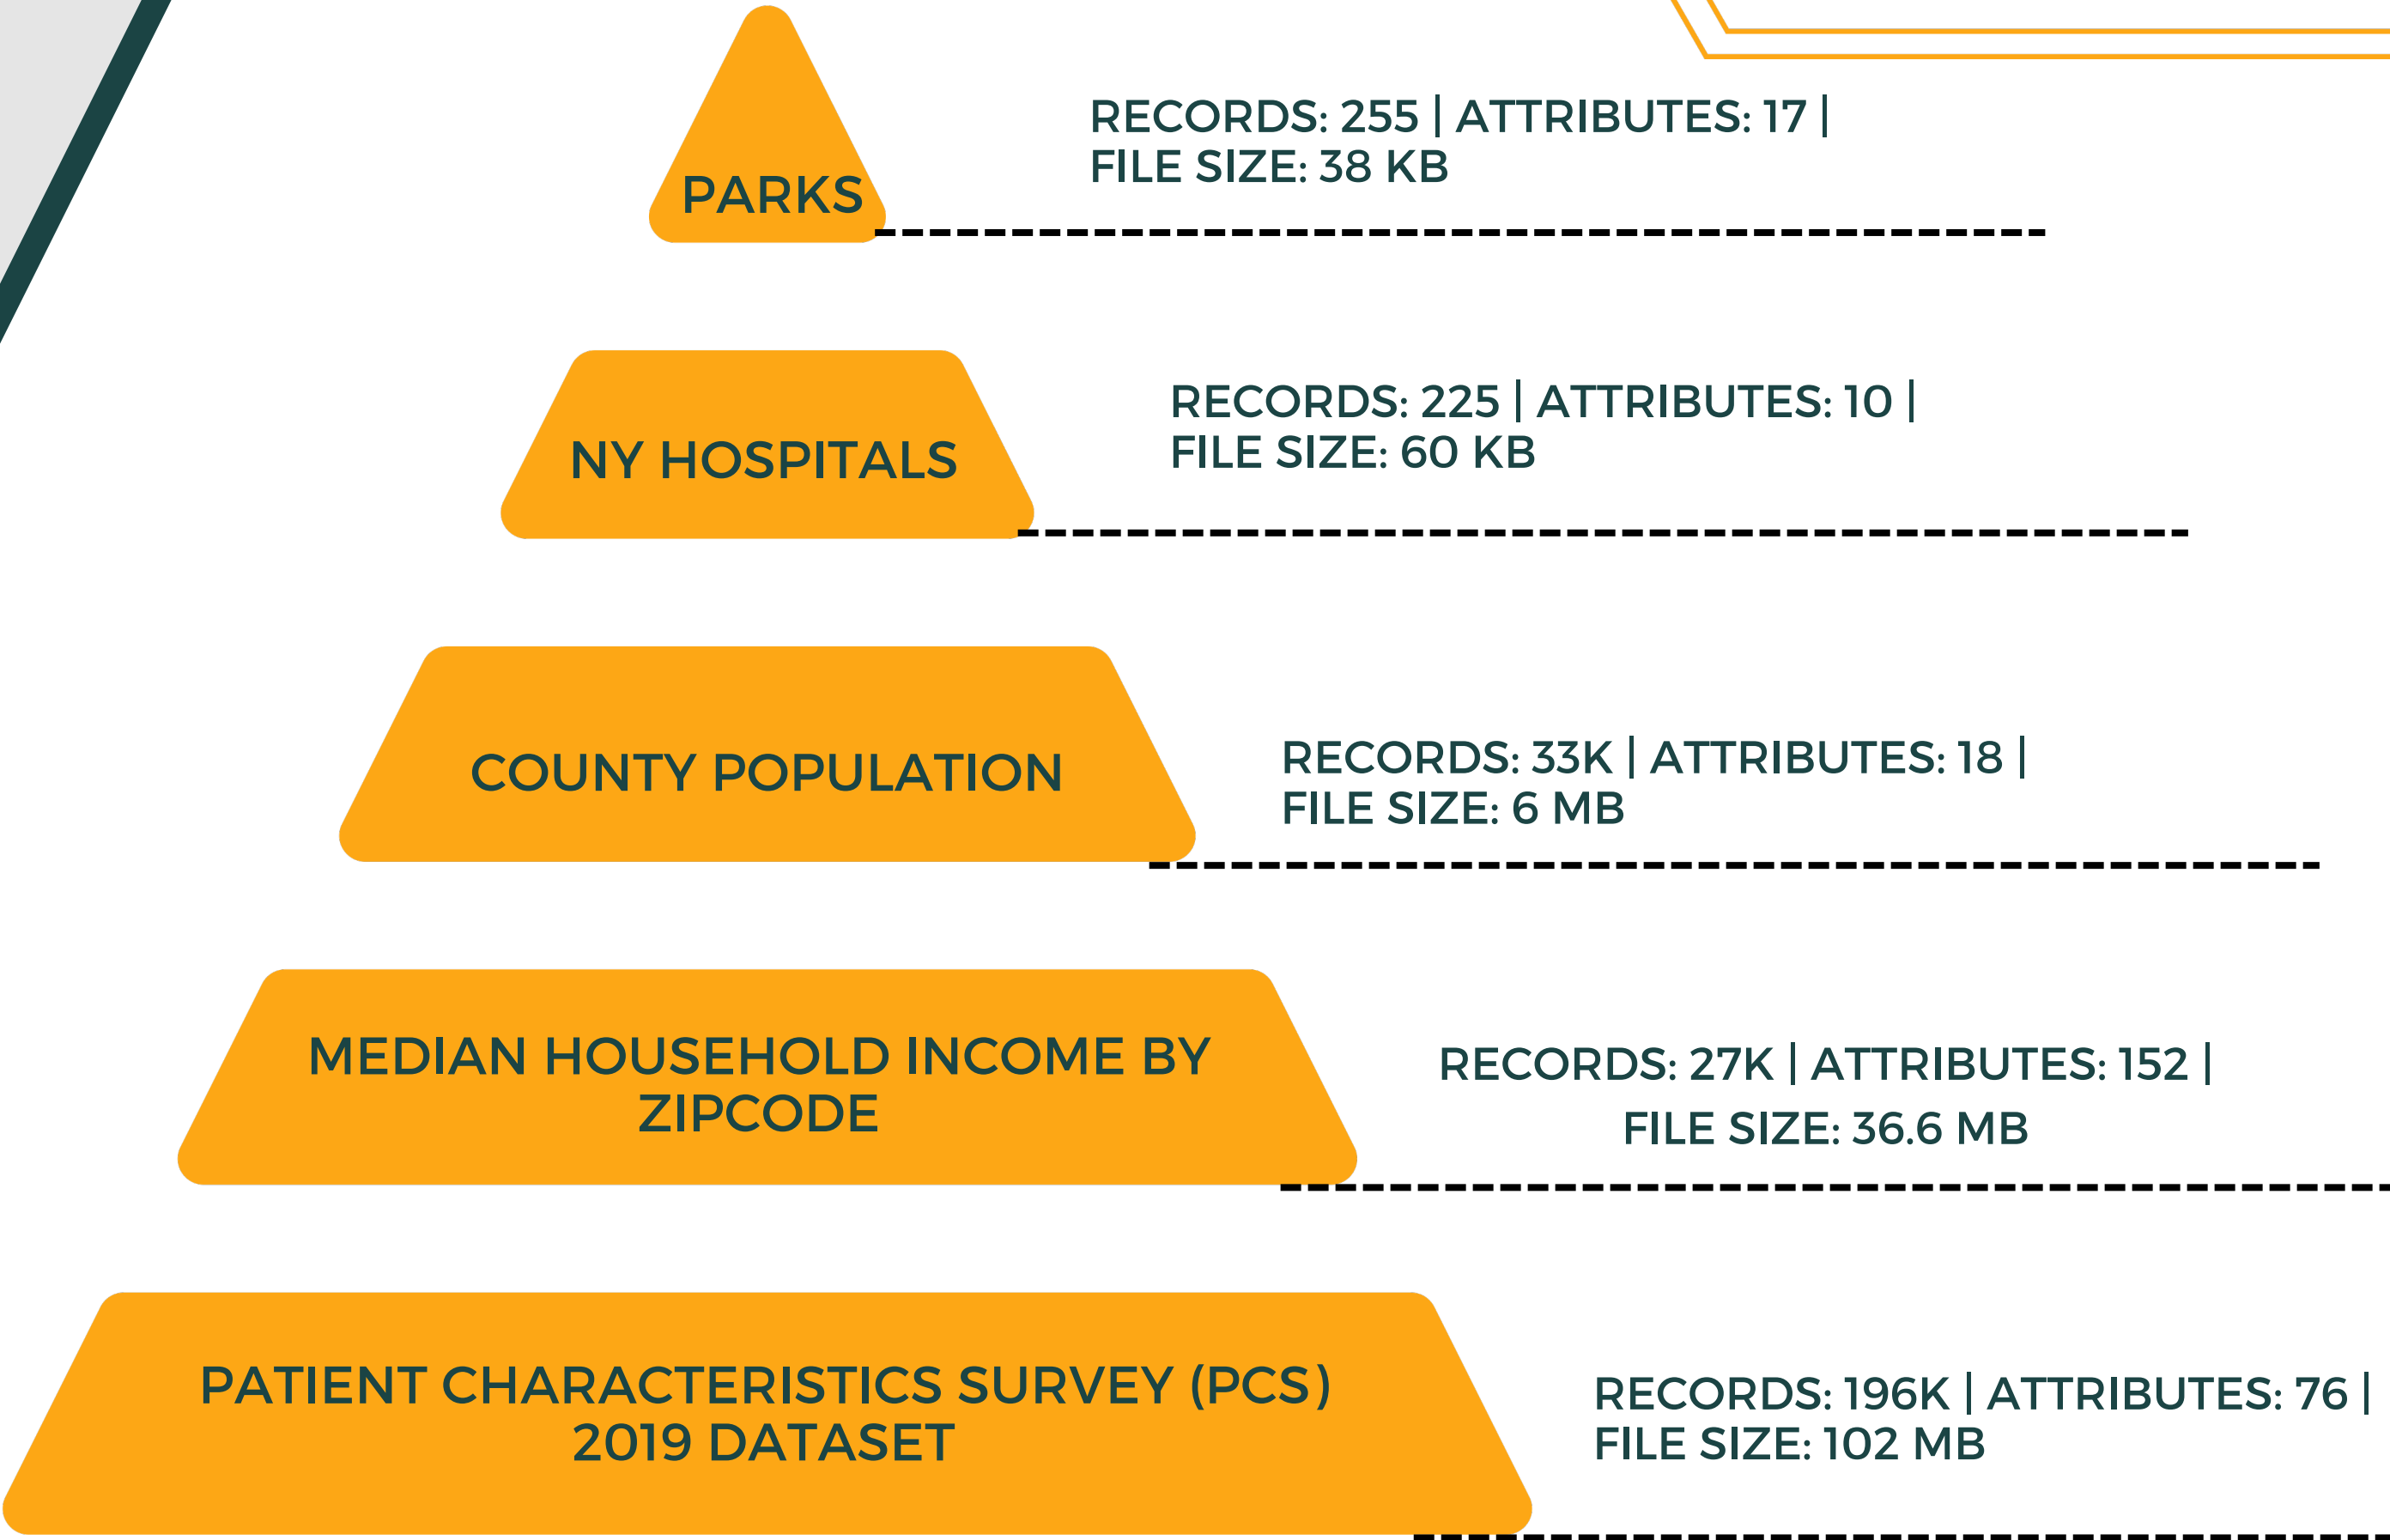 PARKS
RECORDS: 255 | ATTRIBUTES: 17 |
FILE SIZE: 38 KB
NY HOSPITALS
RECORDS: 225 | ATTRIBUTES: 10 |
FILE SIZE: 60 KB
COUNTY POPULATION
RECORDS: 33K | ATTRIBUTES: 18 |
FILE SIZE: 6 MB
MEDIAN HOUSEHOLD INCOME BY
ZIPCODE
RECORDS: 27K | ATTRIBUTES: 152 |
FILE SIZE: 36.6 MB
PATIENT CHARACTERISTICS SURVEY (PCS)
2019 DATASET
RECORDS: 196K | ATTRIBUTES: 76 |
FILE SIZE: 102 MB